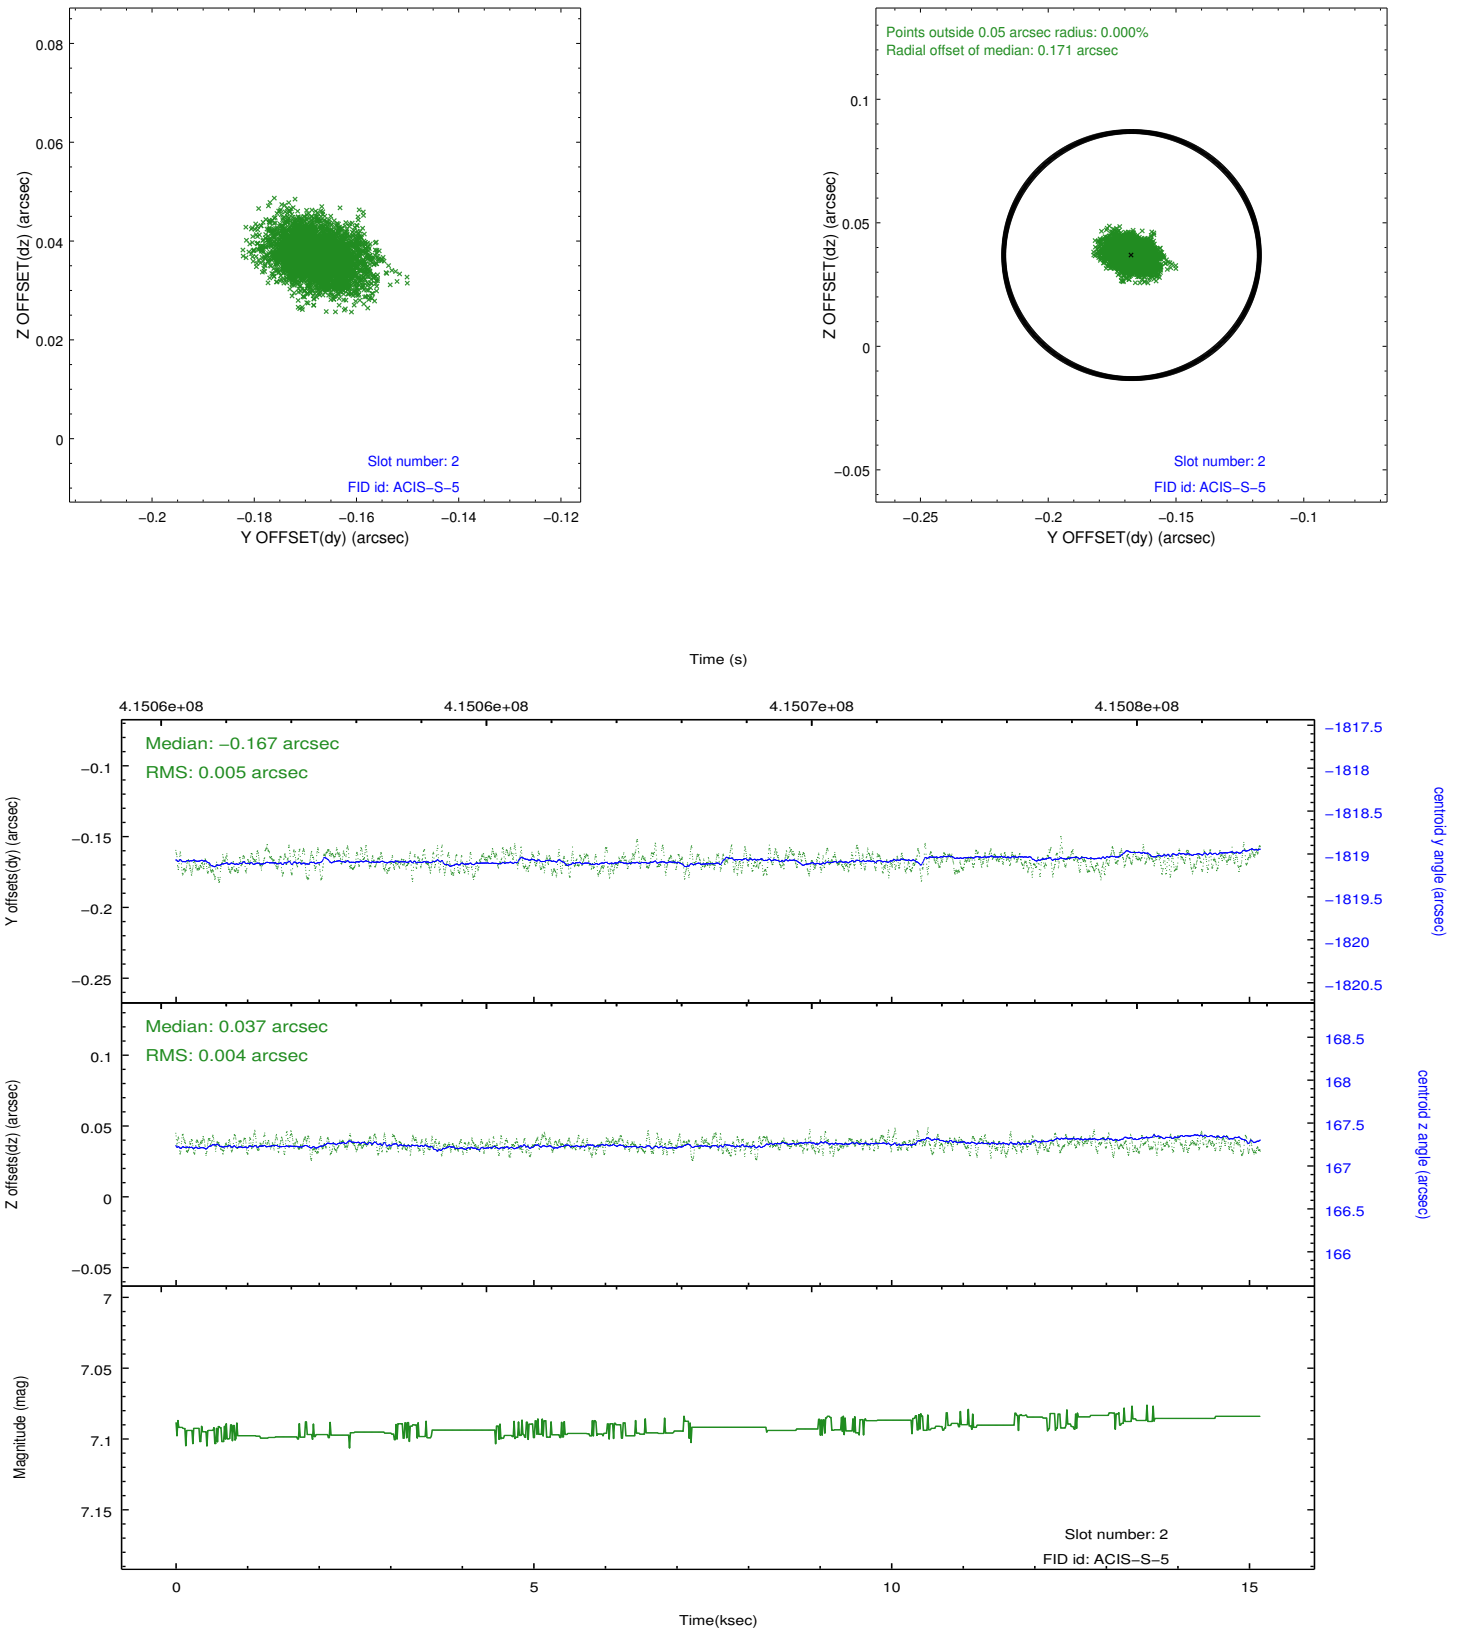 0.08
0.06
0.04
0.02
0
Z OFFSET(dz) (arcsec)
Slot number: 2
FID id: ACIS−S−5
−0.2 −0.18 −0.16 −0.14 −0.12
Y OFFSET(dy) (arcsec)
Points outside 0.05 arcsec radius: 0.000%
Radial offset of median: 0.171 arcsec
0.1
0.05
0
−0.05
Z OFFSET(dz) (arcsec)
Slot number: 2
FID id: ACIS−S−5
−0.25 −0.2 −0.15 −0.1
Y OFFSET(dy) (arcsec)
Time (s)
4.1506e+08 4.1506e+08 4.1507e+08 4.1508e+08
Median: −0.167 arcsec
RMS: 0.005 arcsec
−0.1
−0.15
−0.2
−0.25
Y offsets(dy) (arcsec)
−1817.5
−1818
−1818.5
−1819
−1819.5
−1820
−1820.5
centroid y angle (arcsec)
Median: 0.037 arcsec
RMS: 0.004 arcsec
0.1
0.05
0
−0.05
Z offsets(dz) (arcsec)
168.5
168
167.5
167
166.5
166
centroid z angle (arcsec)
7
7.05
7.1
7.15
Magnitude (mag)
Slot number: 2
FID id: ACIS−S−5
0 5 10 15
Time(ksec)